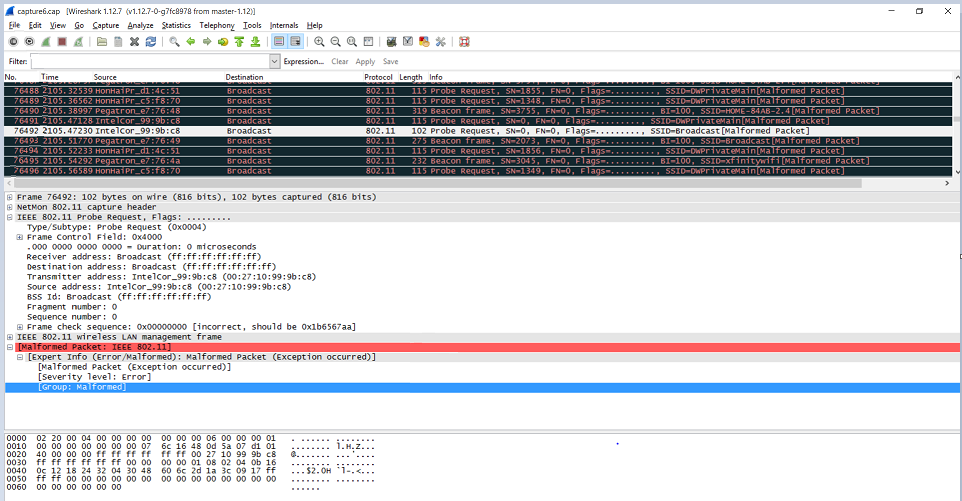 capture6.cap [Wireshark 1.12.7 (v1.12.7-0-g7fc8978 from master-1.12)]
File Edit View Go Capture Analyze Statistics Telephony Tools Internals Help
Filter: Expression... Clear Apply Save
No. Time Source Destination Protocol Length Info
76488 2105.32539 HonHaiPr_d1:4c:51 Broadcast 802.11 115 Probe Request, SN=1855, FN=0, Flags=........., SSID=DWPrivateMain[Malformed Packet]
76489 2105.36562 HonHaiPr_c5:f8:70 Broadcast 802.11 115 Probe Request, SN=1348, FN=0, Flags=........., SSID=DWPrivateMain[Malformed Packet]
76490 2105.38997 Pegatron_e7:76:48 Broadcast 802.11 319 Beacon frame, SN=3755, FN=0, Flags=........., BI=100, SSID=HOME-84AB-2.4[Malformed Packet]
76491 2105.47128 HonHaiPr_d1:4c:51 Broadcast 802.11 115 Probe Request, SN=0, FN=0, Flags=........., SSID=DWPrivateMain[Malformed Packet]
76492 2105.47230 IntelCor_99:9b:c8 Broadcast 802.11 102 Probe Request, SN=0, FN=0, Flags=........., SSID=Broadcast[Malformed Packet]
76493 2105.51770 Pegatron_e7:76:49 Broadcast 802.11 275 Beacon frame, SN=2073, FN=0, Flags=........., BI=100, SSID=Broadcast[Malformed Packet]
76494 2105.52233 HonHaiPr_d1:4c:51 Broadcast 802.11 115 Probe Request, SN=1856, FN=0, Flags=........., SSID=DWPrivateMain[Malformed Packet]
76495 2105.54292 Pegatron_e7:76:4a Broadcast 802.11 232 Beacon frame, SN=3045, FN=0, Flags=........., BI=100, SSID=xfinitywifi[Malformed Packet]
76496 2105.56589 HonHaiPr_c5:f8:70 Broadcast 802.11 115 Probe Request, SN=1349, FN=0, Flags=........., SSID=DWPrivateMain[Malformed Packet]
Frame 76492: 102 bytes on wire (816 bits), 102 bytes captured (816 bits)
NetMon 802.11 capture header
IEEE 802.11 Probe Request, Flags: .........
Type/Subtype: Probe Request (0x0004)
Frame Control Field: 0x4000
.000 0000 0000 0000 = Duration: 0 microseconds
Receiver address: Broadcast (ff:ff:ff:ff:ff:ff)
Destination address: Broadcast (ff:ff:ff:ff:ff:ff)
Transmitter address: IntelCor_99:9b:c8 (00:27:10:99:9b:c8)
Source address: IntelCor_99:9b:c8 (00:27:10:99:9b:c8)
BSS Id: Broadcast (ff:ff:ff:ff:ff:ff)
Fragment number: 0
Sequence number: 0
Frame check sequence: 0x00000000 [incorrect, should be 0x1b6567aa]
IEEE 802.11 wireless LAN management frame
[Malformed Packet: IEEE 802.11]
[Expert Info (Error/Malformed): Malformed Packet (Exception occurred)]
[Malformed Packet (Exception occurred)]
[Severity level: Error]
[Group: Malformed]
0000 02 20 00 04 00 00 00 00 00 00 00 06 00 00 00 01 . ...... ........
0010 00 00 00 00 00 00 00 07 6c 16 48 0d 5a 07 d1 01 ........ l.H.Z...
0020 40 00 00 00 ff ff ff ff ff ff 00 27 10 99 9b c8 @....... ...'....
0030 ff ff ff ff ff ff 00 00 00 00 01 08 02 04 0b 16 ........ ........
0040 0c 12 18 24 32 04 30 48 60 6c 2d 1a 3c 09 17 ff ...$2.0H `l-.<...
0050 ff ff 00 00 00 00 00 00 00 00 00 00 00 00 00 00 ........ ........
0060 00 00 00 00 00 00 ......